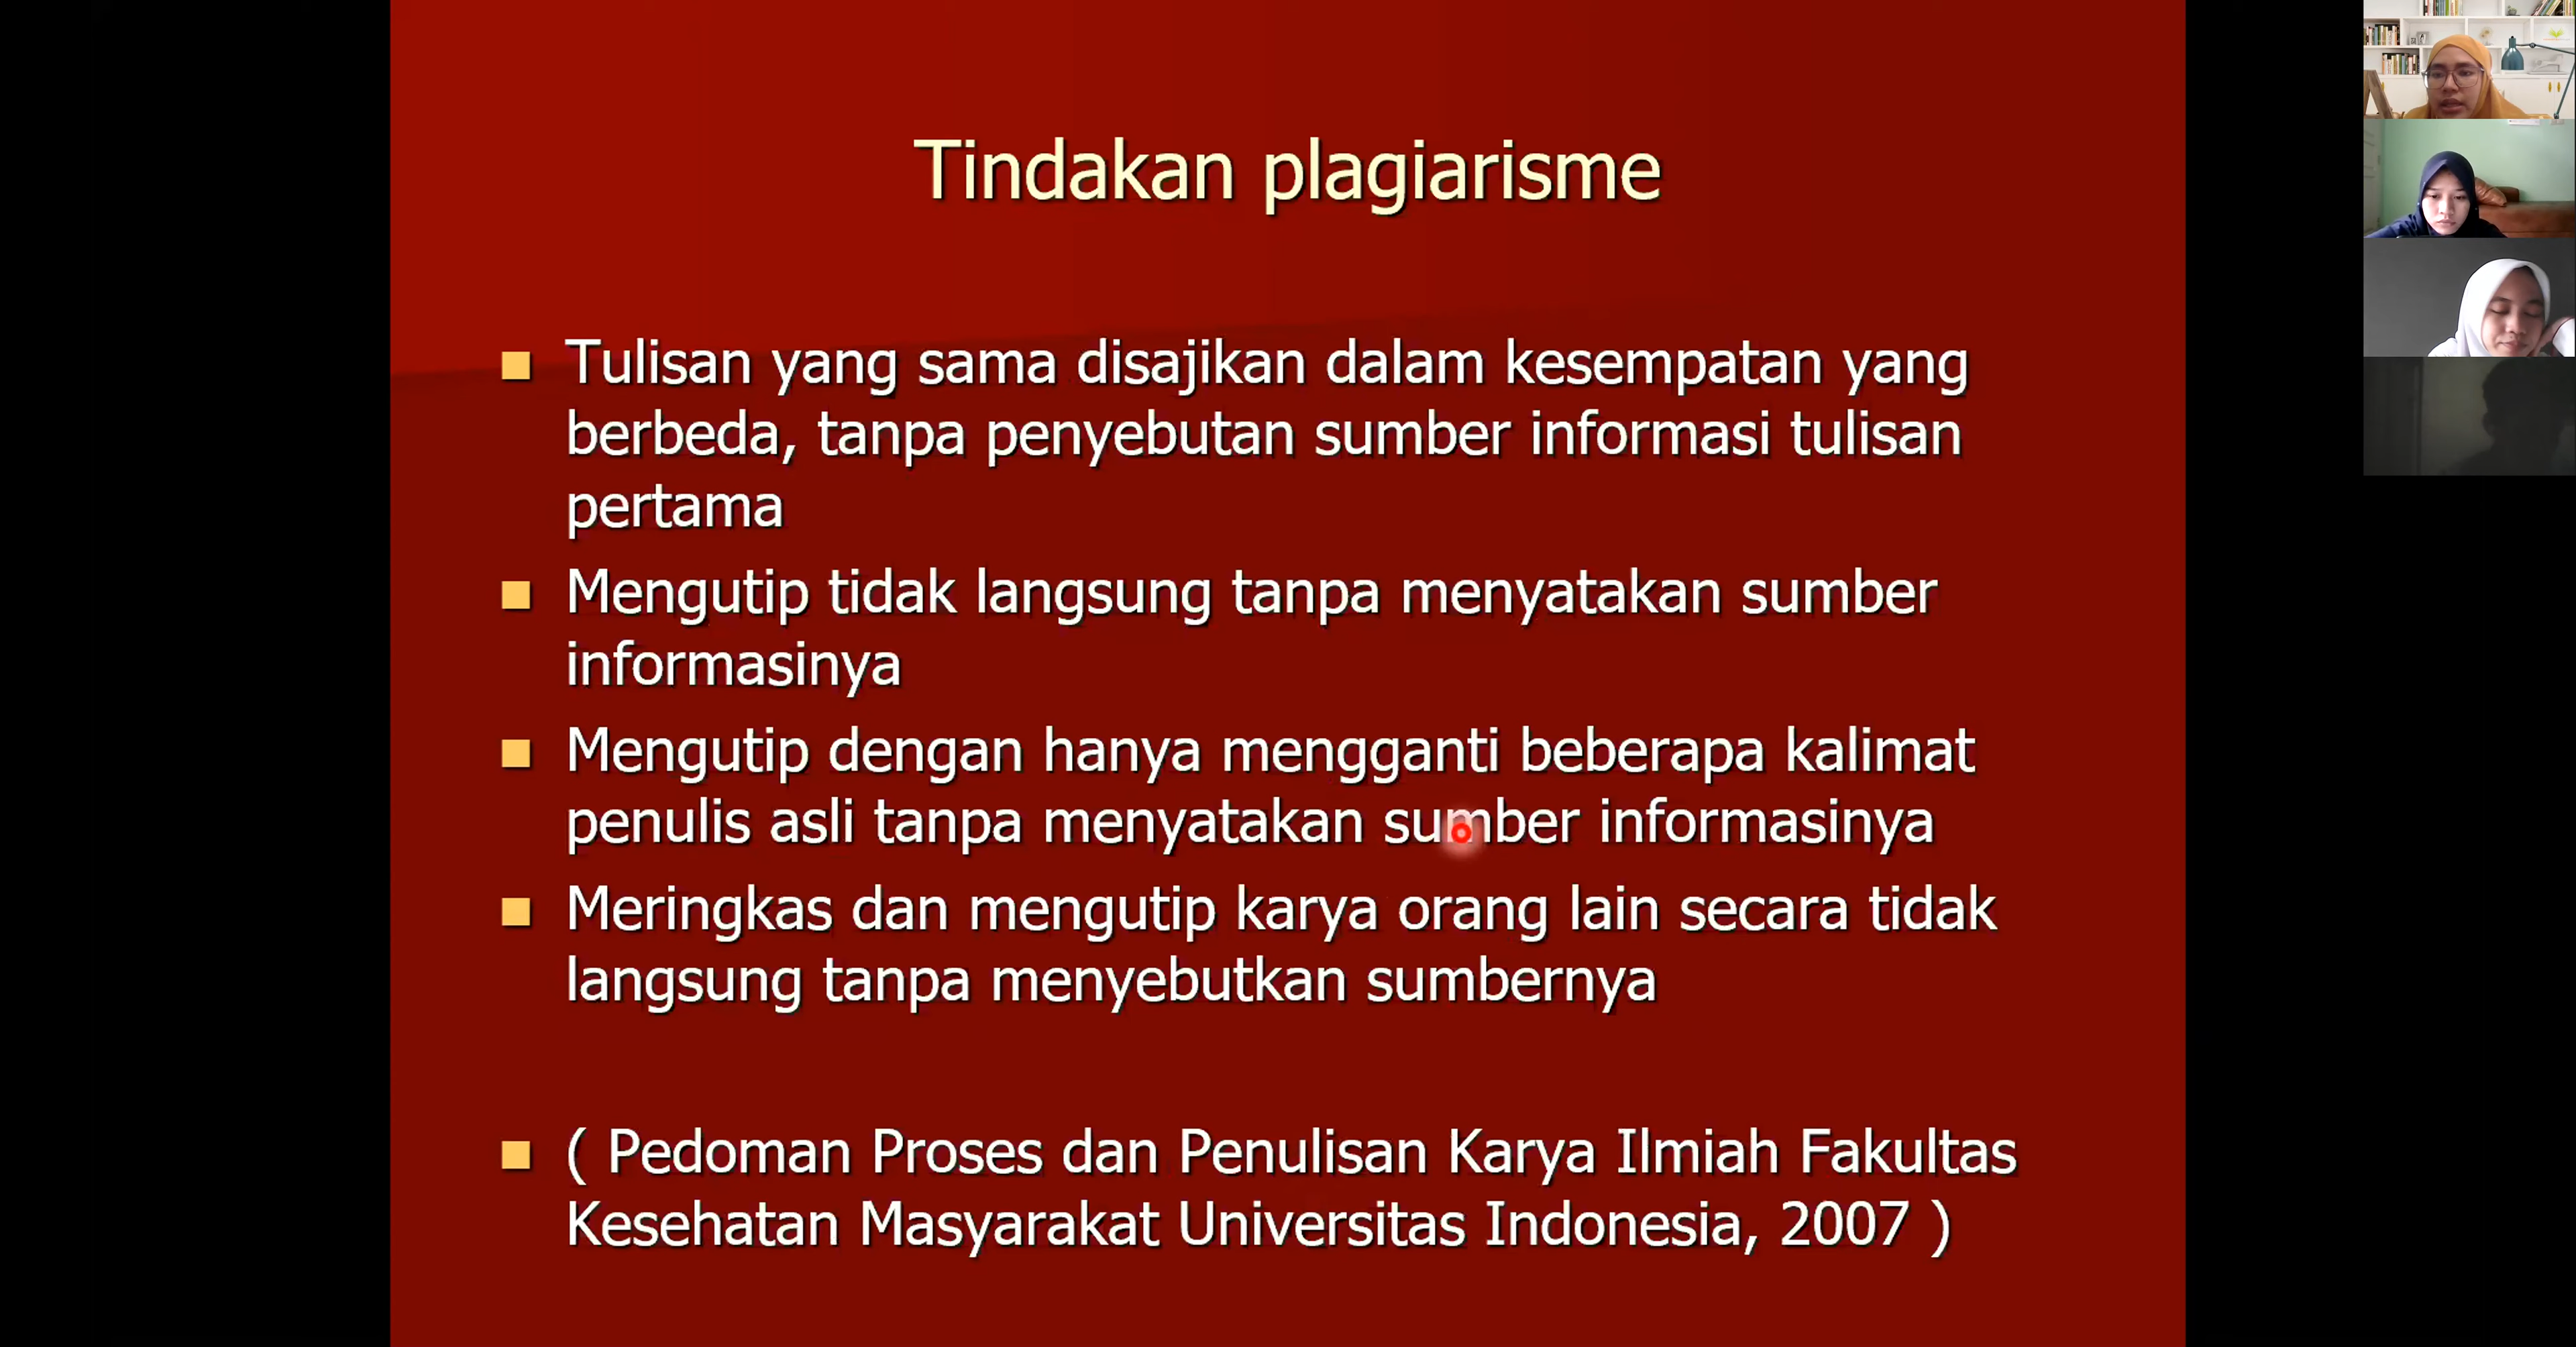 Tindakan plagiarisme
Tulisan yang sama disajikan dalam kesempatan yang
berbeda, tanpa penyebutan sumber informasi tulisan
pertama
Mengutip tidak langsung tanpa menyatakan sumber
informasinya
Mengutip dengan hanya mengganti beberapa kalimat
penulis asli tanpa menyatakan sumber informasinya
Meringkas dan mengutip karya orang lain secara tidak
langsung tanpa menyebutkan sumbernya
( Pedoman Proses dan Penulisan Karya Ilmiah Fakultas
Kesehatan Masyarakat Universitas Indonesia, 2007 )